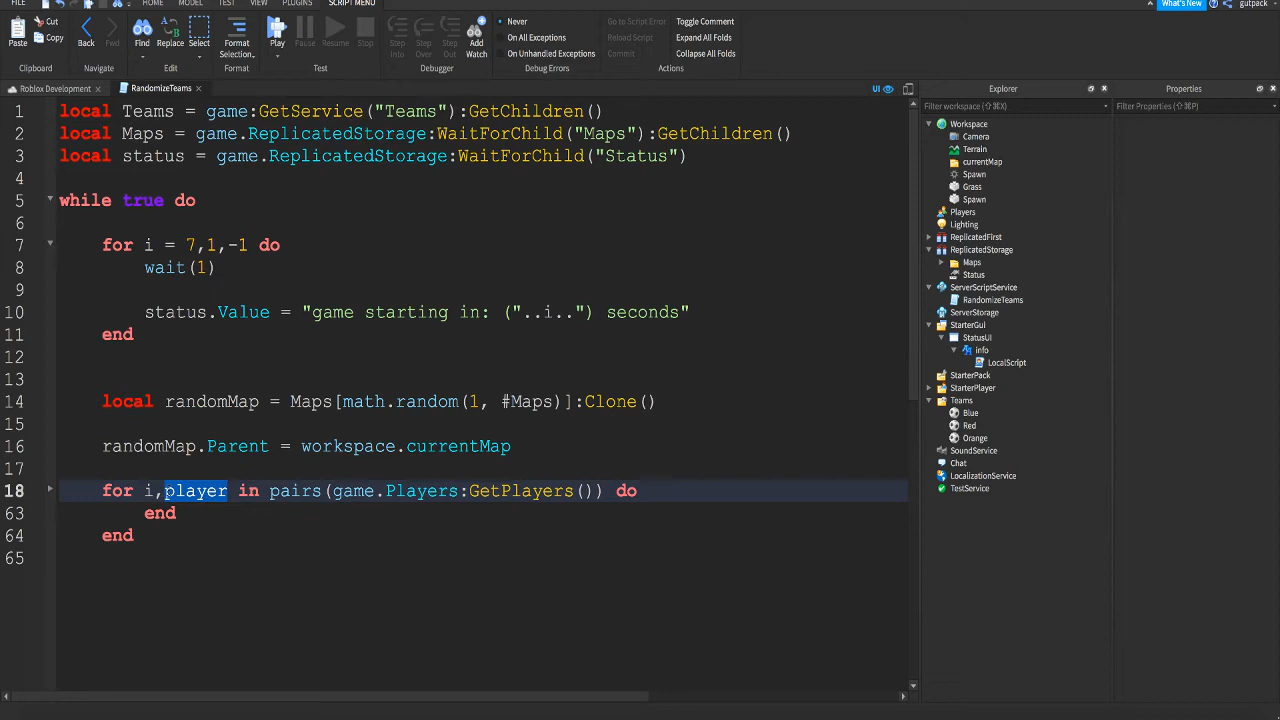 FILE HOME MODEL TEST VIEW PLUGINS SCRIPT MENU What's New gutpack
Paste Cut Copy Back Fwd Find Replace Select Format Selection Play Pause Resume Stop Step Into Step Over Step Out Add Watch Never On All Exceptions On Unhandled Exceptions Go to Script Error Reload Script Commit Toggle Comment Expand All Folds Collapse All Folds
Clipboard Navigate Edit Format Test Debugger Debug Errors Actions
Roblox Development × RandomizeTeams × UI
1 local Teams = game:GetService("Teams"):GetChildren()
2 local Maps = game.ReplicatedStorage:WaitForChild("Maps"):GetChildren()
3 local status = game.ReplicatedStorage:WaitForChild("Status")
4
5 while true do
6
7 for i = 7,1,-1 do
8 wait(1)
9
10 status.Value = "game starting in: ("..i..") seconds"
11 end
12
13
14 local randomMap = Maps[math.random(1, #Maps)]:Clone()
15
16 randomMap.Parent = workspace.currentMap
17
18 for i,player in pairs(game.Players:GetPlayers()) do
63 end
64 end
65
Explorer
Filter workspace (⇧⌘X)
Workspace
Camera
Terrain
currentMap
Spawn
Grass
Spawn
Players
Lighting
ReplicatedFirst
ReplicatedStorage
Maps
Status
ServerScriptService
RandomizeTeams
ServerStorage
StarterGui
StatusUI
info
LocalScript
StarterPack
StarterPlayer
Teams
Blue
Red
Orange
SoundService
Chat
LocalizationService
TestService
Properties
Filter Properties (⇧⌘P)